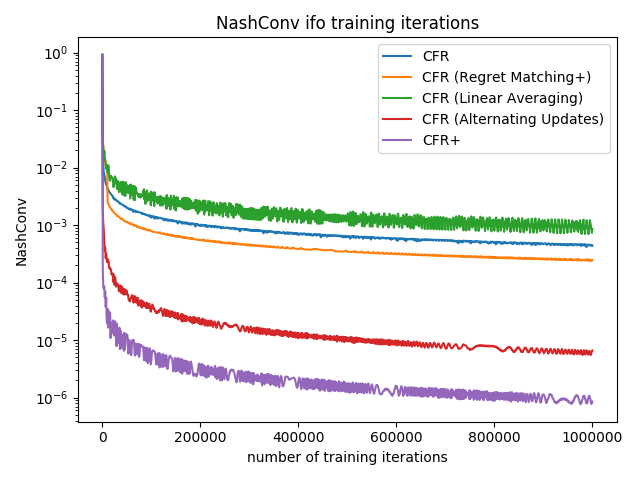 NashConv ifo training iterations
CFR
CFR (Regret Matching+)
CFR (Linear Averaging)
CFR (Alternating Updates)
CFR+
NashConv
10⁰
10⁻¹
10⁻²
10⁻³
10⁻⁴
10⁻⁵
10⁻⁶
0 200000 400000 600000 800000 1000000
number of training iterations